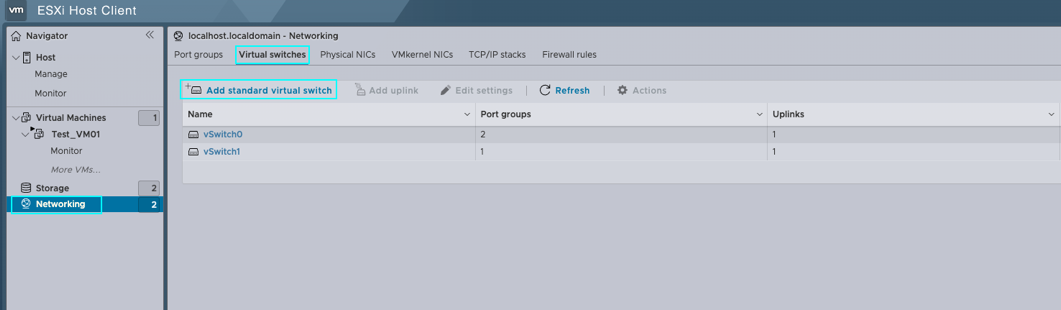 vm ESXi Host Client
Navigator
Host
Manage
Monitor
Virtual Machines 1
Test_VM01
Monitor
More VMs...
Storage 2
Networking 2
localhost.localdomain - Networking
Port groups Virtual switches Physical NICs VMkernel NICs TCP/IP stacks Firewall rules
Add standard virtual switch Add uplink Edit settings Refresh Actions
Name Port groups Uplinks
vSwitch0 2 1
vSwitch1 1 1